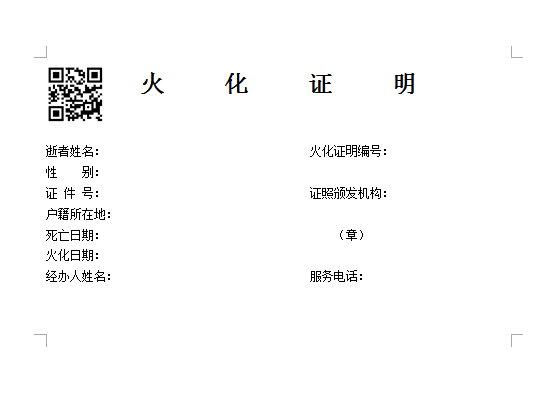 火 化 证 明
逝者姓名： 火化证明编号：
性 别：
证 件 号： 证照颁发机构：
户籍所在地：
死亡日期： （章）
火化日期：
经办人姓名： 服务电话：